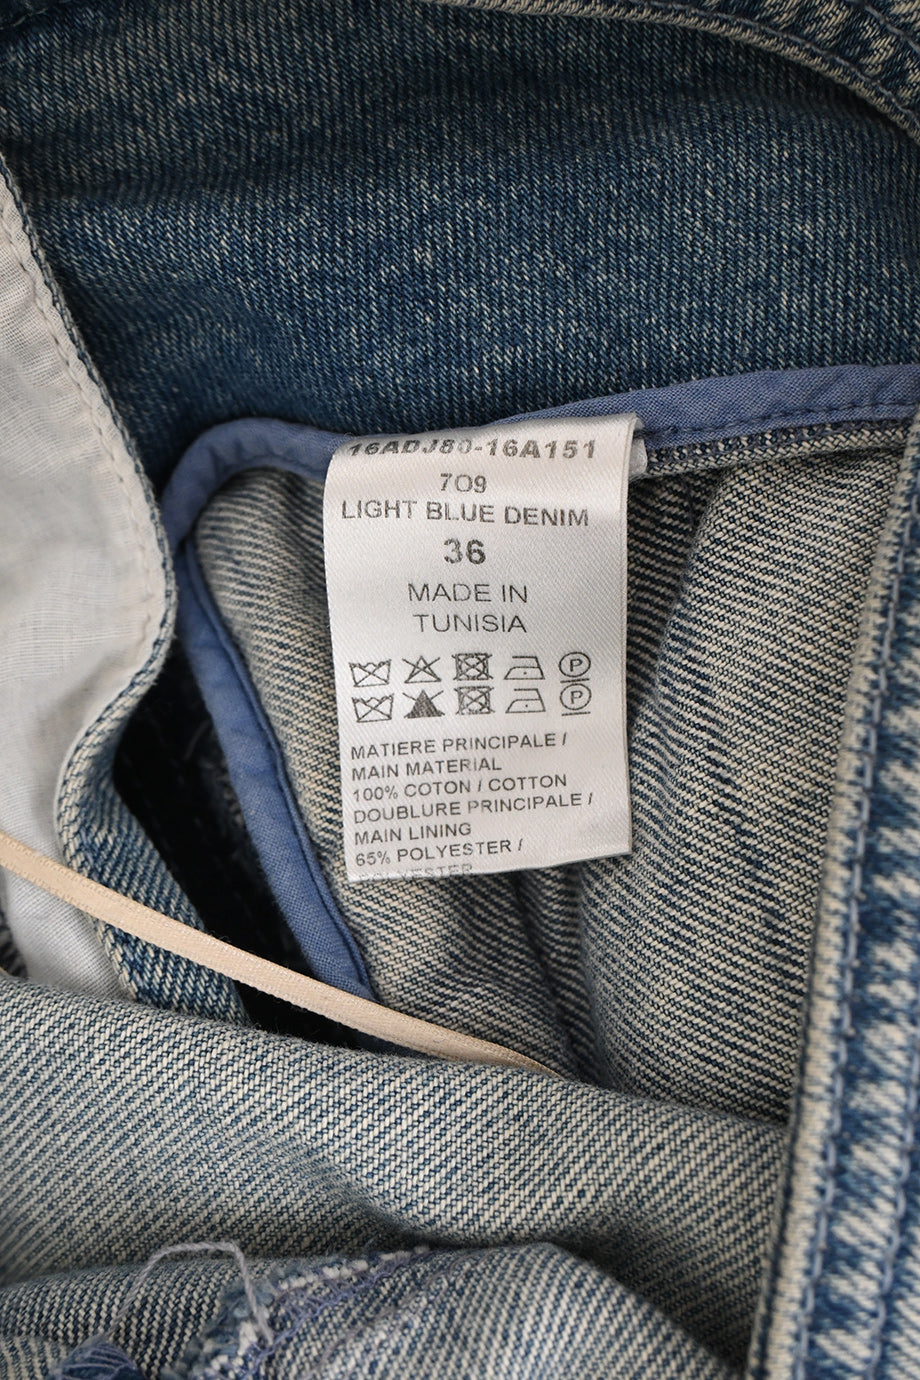 16ADJ80-16A151
709
LIGHT BLUE DENIM
36
MADE IN
TUNISIA
P
P
MATIERE PRINCIPALE /
MAIN MATERIAL
100% COTON / COTTON
DOUBLURE PRINCIPALE /
MAIN LINING
65% POLYESTER /
POLYESTER